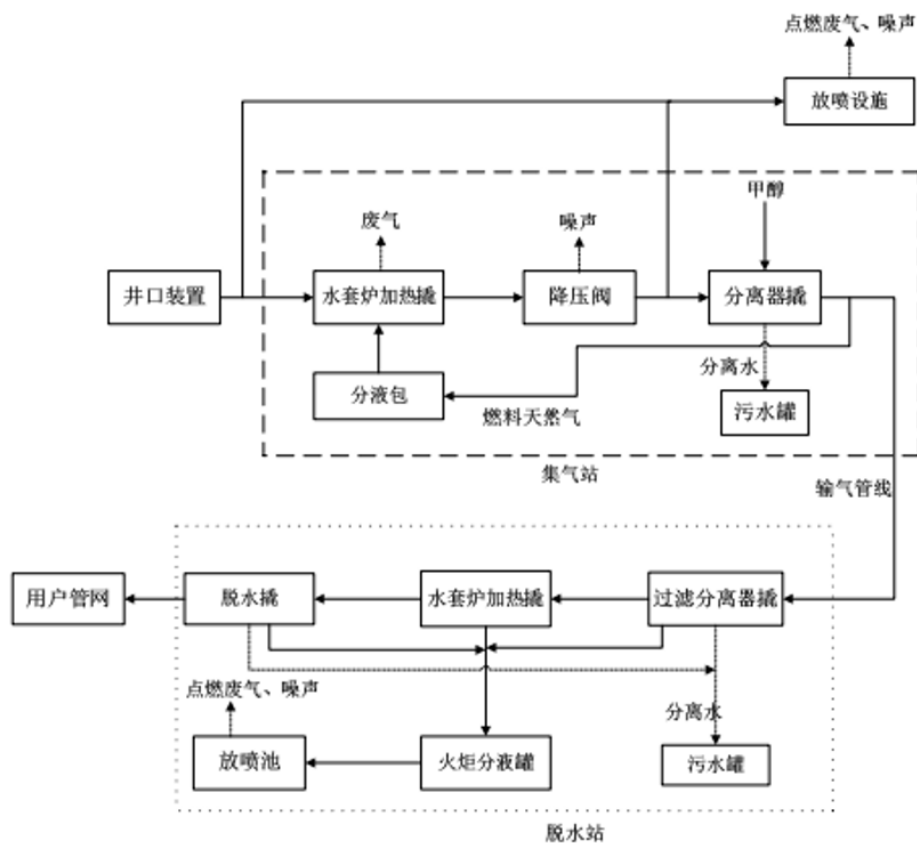 点燃废气、噪声
放喷设施
甲醇
废气
噪声
井口装置
水套炉加热撬
降压阀
分离器撬
分离水
分液包
燃料天然气
污水罐
集气站
输气管线
用户管网
脱水撬
水套炉加热撬
过滤分离器撬
点燃废气、噪声
分离水
放喷池
火炬分液罐
污水罐
脱水站